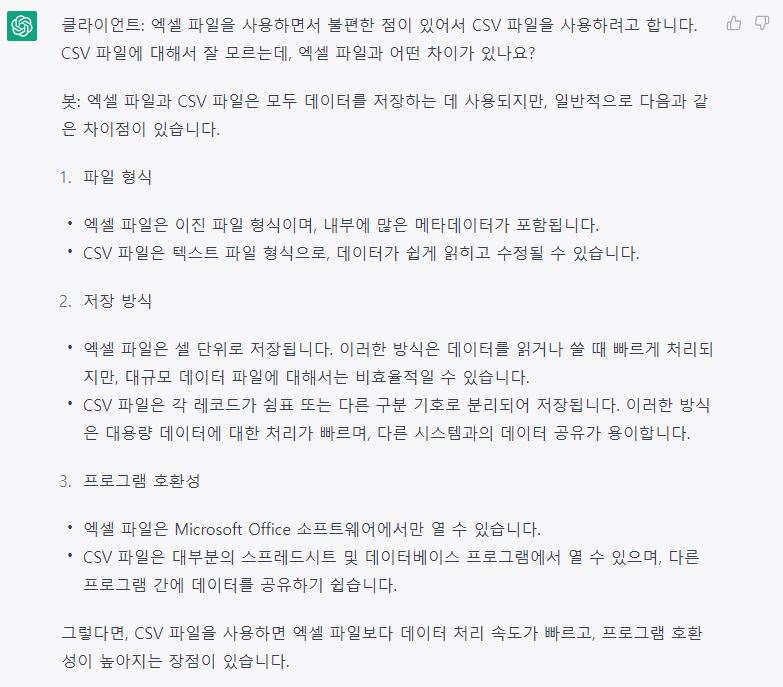 클라이언트: 엑셀 파일을 사용하면서 불편한 점이 있어서 CSV 파일을 사용하려고 합니다.
CSV 파일에 대해서 잘 모르는데, 엑셀 파일과 어떤 차이가 있나요?
봇: 엑셀 파일과 CSV 파일은 모두 데이터를 저장하는 데 사용되지만, 일반적으로 다음과 같
은 차이점이 있습니다.
1. 파일 형식
• 엑셀 파일은 이진 파일 형식이며, 내부에 많은 메타데이터가 포함됩니다.
• CSV 파일은 텍스트 파일 형식으로, 데이터가 쉽게 읽히고 수정될 수 있습니다.
2. 저장 방식
• 엑셀 파일은 셀 단위로 저장됩니다. 이러한 방식은 데이터를 읽거나 쓸 때 빠르게 처리되
지만, 대규모 데이터 파일에 대해서는 비효율적일 수 있습니다.
• CSV 파일은 각 레코드가 쉼표 또는 다른 구분 기호로 분리되어 저장됩니다. 이러한 방식
은 대용량 데이터에 대한 처리가 빠르며, 다른 시스템과의 데이터 공유가 용이합니다.
3. 프로그램 호환성
• 엑셀 파일은 Microsoft Office 소프트웨어에서만 열 수 있습니다.
• CSV 파일은 대부분의 스프레드시트 및 데이터베이스 프로그램에서 열 수 있으며, 다른
프로그램 간에 데이터를 공유하기 쉽습니다.
그렇다면, CSV 파일을 사용하면 엑셀 파일보다 데이터 처리 속도가 빠르고, 프로그램 호환
성이 높아지는 장점이 있습니다.